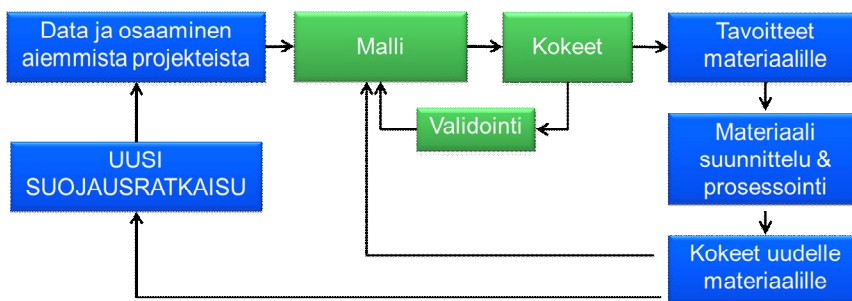 Data ja osaaminen
aiemmista projekteista
Malli
Kokeet
Tavoitteet
materiaalille
Validointi
UUSI
SUOJAUSRATKAISU
Materiaali
suunnittelu &
prosessointi
Kokeet uudelle
materiaalille